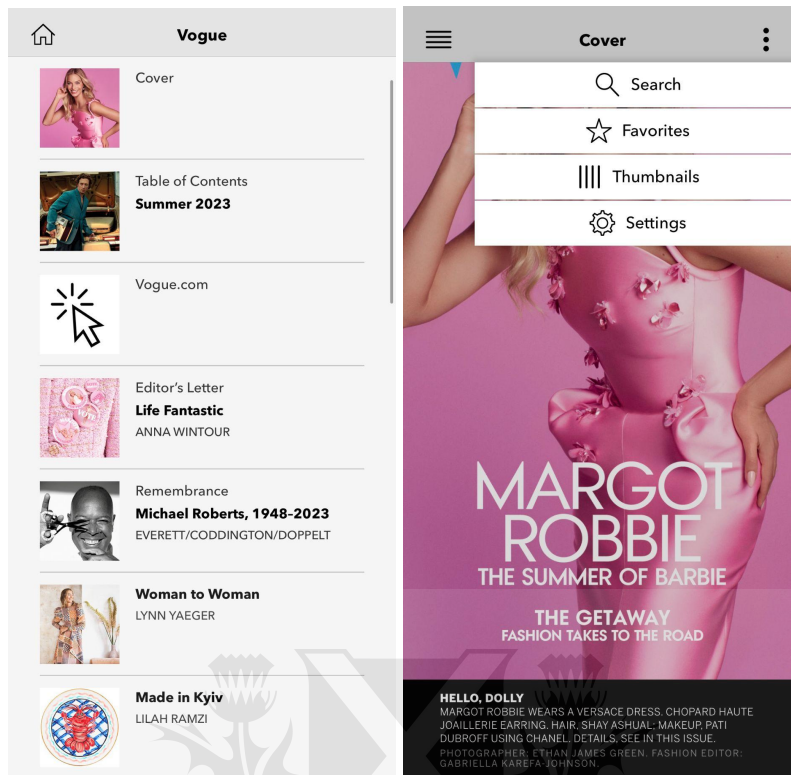 Vogue
Cover
Table of Contents
Summer 2023
Vogue.com
Editor's Letter
Life Fantastic
ANNA WINTOUR
Remembrance
Michael Roberts, 1948–2023
EVERETT/CODDINGTON/DOPPELT
Woman to Woman
LYNN YAEGER
Made in Kyiv
LILAH RAMZI
Cover
Search
Favorites
Thumbnails
Settings
MARGOT
ROBBIE
THE SUMMER OF BARBIE
THE GETAWAY
FASHION TAKES TO THE ROAD
HELLO, DOLLY
MARGOT ROBBIE WEARS A VERSACE DRESS. CHOPARD HAUTE
JOAILLERIE EARRING. HAIR, SHAY ASHUAL; MAKEUP, PATI
DUBROFF USING CHANEL. DETAILS, SEE IN THIS ISSUE.
PHOTOGRAPHER: ETHAN JAMES GREEN. FASHION EDITOR:
GABRIELLA KAREFA-JOHNSON.